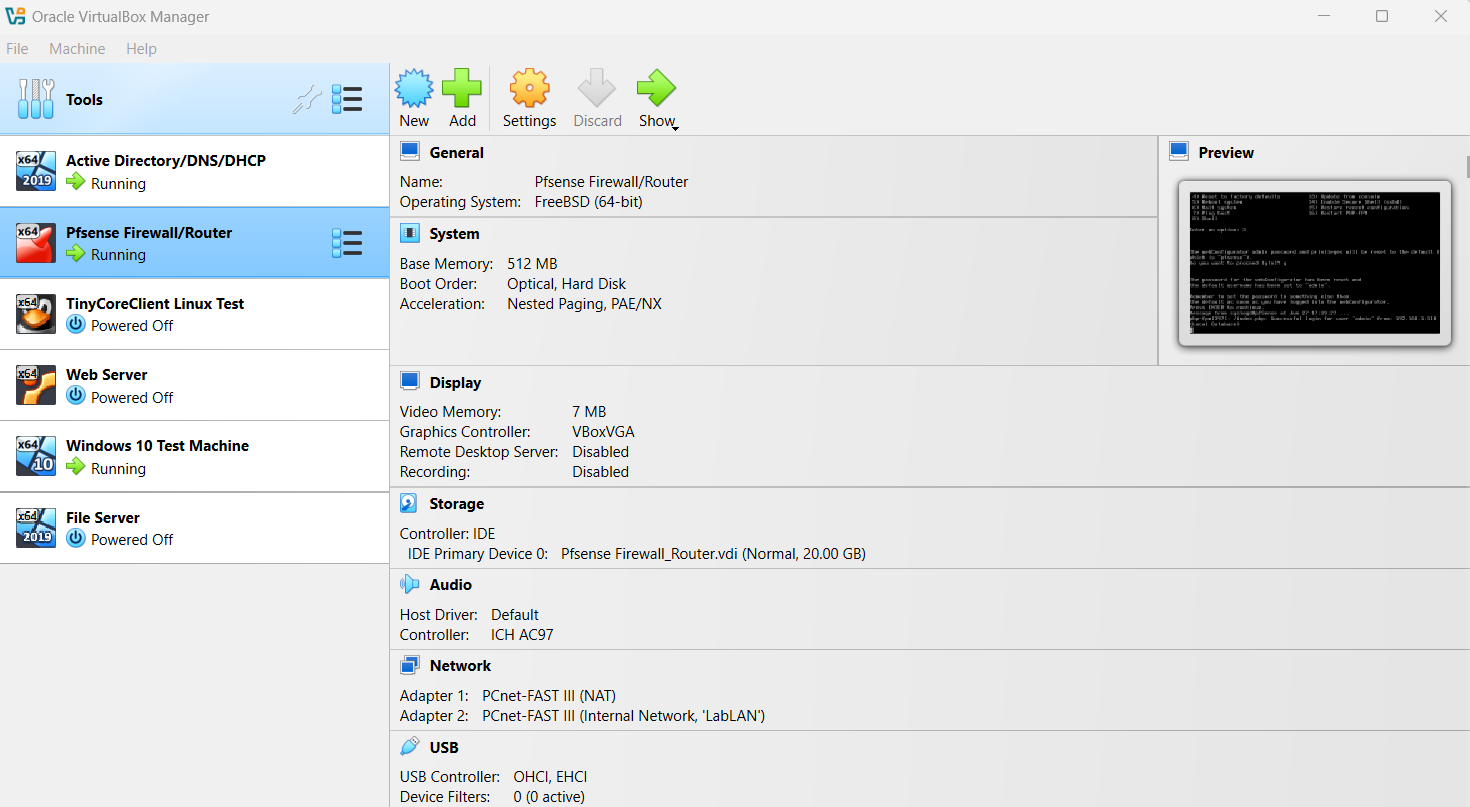 Oracle VirtualBox Manager
File Machine Help
Tools
x64 2019 Active Directory/DNS/DHCP
Running
x64 Pfsense Firewall/Router
Running
x64 TinyCoreClient Linux Test
Powered Off
x64 Web Server
Powered Off
x64 10 Windows 10 Test Machine
Running
x64 2019 File Server
Powered Off
New Add Settings Discard Show
General
Name: Pfsense Firewall/Router
Operating System: FreeBSD (64-bit)
System
Base Memory: 512 MB
Boot Order: Optical, Hard Disk
Acceleration: Nested Paging, PAE/NX
Preview
Display
Video Memory: 7 MB
Graphics Controller: VBoxVGA
Remote Desktop Server: Disabled
Recording: Disabled
Storage
Controller: IDE
IDE Primary Device 0: Pfsense Firewall_Router.vdi (Normal, 20.00 GB)
Audio
Host Driver: Default
Controller: ICH AC97
Network
Adapter 1: PCnet-FAST III (NAT)
Adapter 2: PCnet-FAST III (Internal Network, 'LabLAN')
USB
USB Controller: OHCI, EHCI
Device Filters: 0 (0 active)